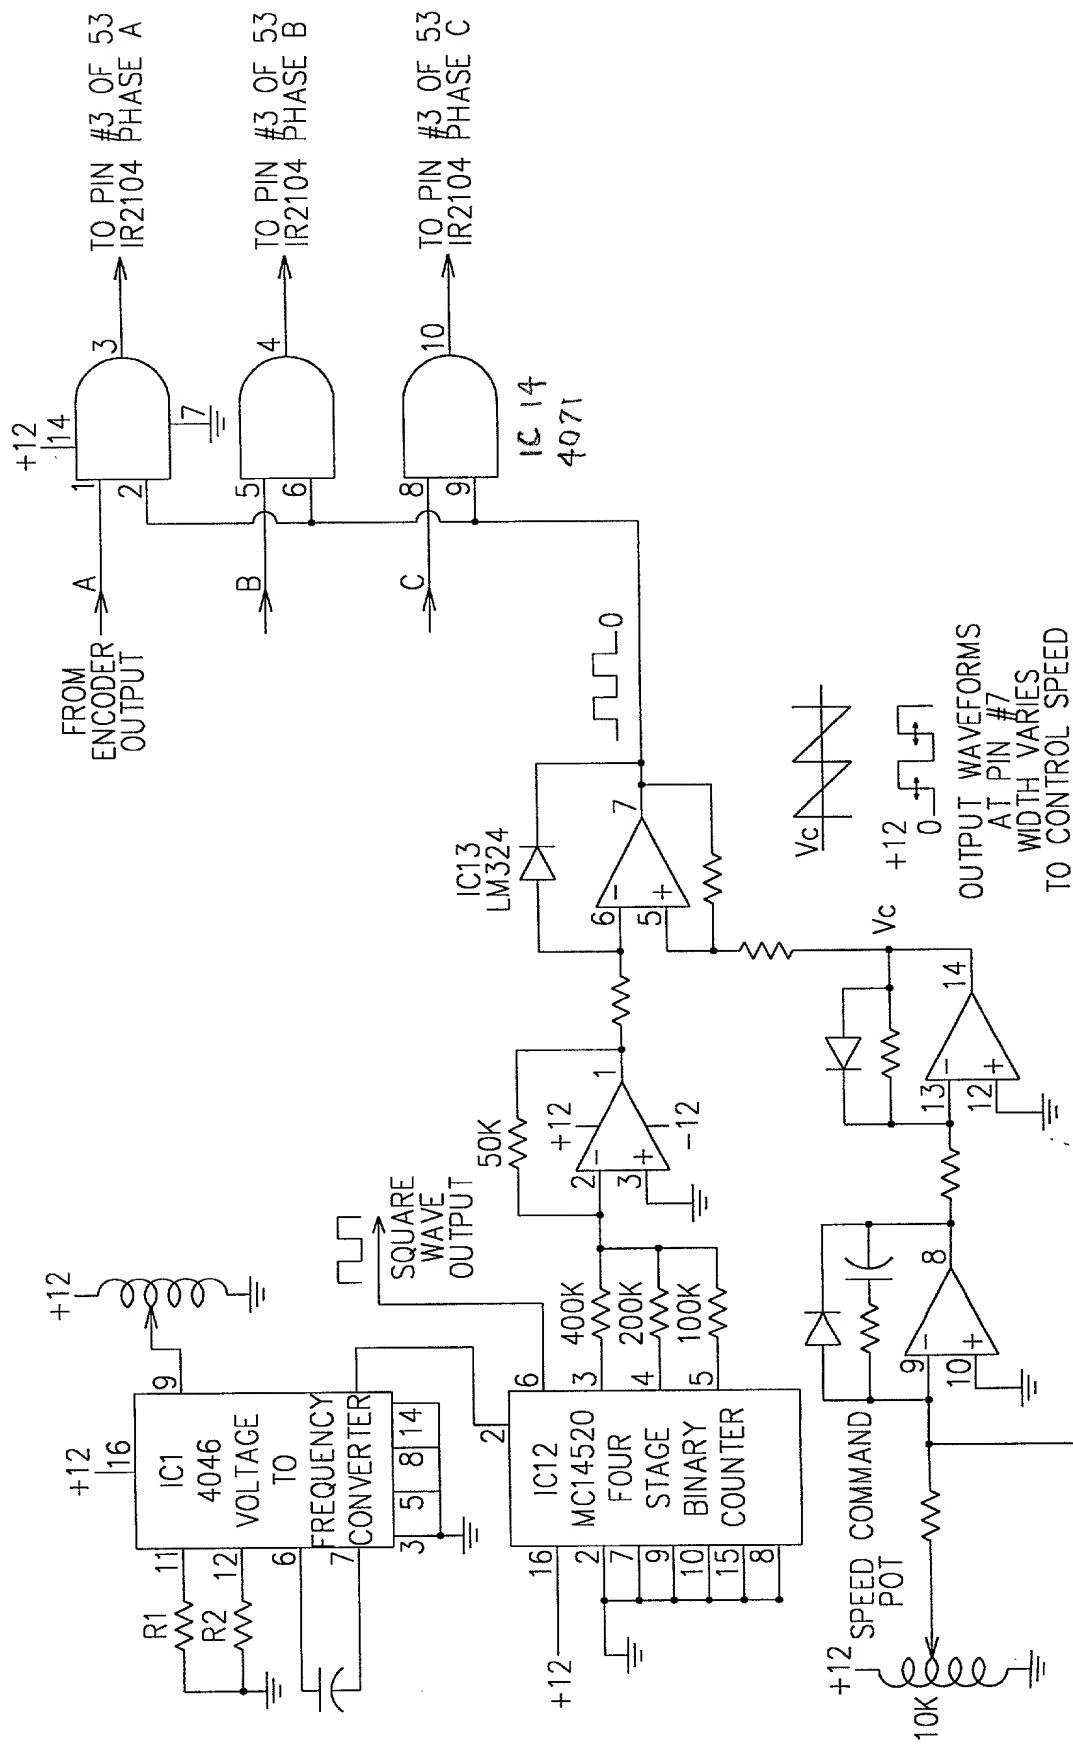 +12
14
1
2
3
7
TO PIN #3 OF 53
IR2104 PHASE A
FROM
ENCODER
OUTPUT
A
5
6
4
TO PIN #3 OF 53
IR2104 PHASE B
B
8
9
10
TO PIN #3 OF 53
IR2104 PHASE C
C
IC 14
4071
+12
16
IC1
4046
VOLTAGE
TO
FREQUENCY
CONVERTER
11
12
6
7
R1
R2
9
+12
3
5
8
14
SQUARE
WAVE
OUTPUT
2
6
16
2
7
9
10
15
8
+12
IC12
MC14520
FOUR
STAGE
BINARY
COUNTER
3
4
5
400K
200K
100K
50K
2
3
+12
-12
1
-
+
IC13
LM324
6
5
7
-
+
0
+12
SPEED COMMAND
POT
10K
9
10
8
-
+
13
12
14
-
+
Vc
Vc
+12
0
OUTPUT WAVEFORMS
AT PIN #7
WIDTH VARIES
TO CONTROL SPEED